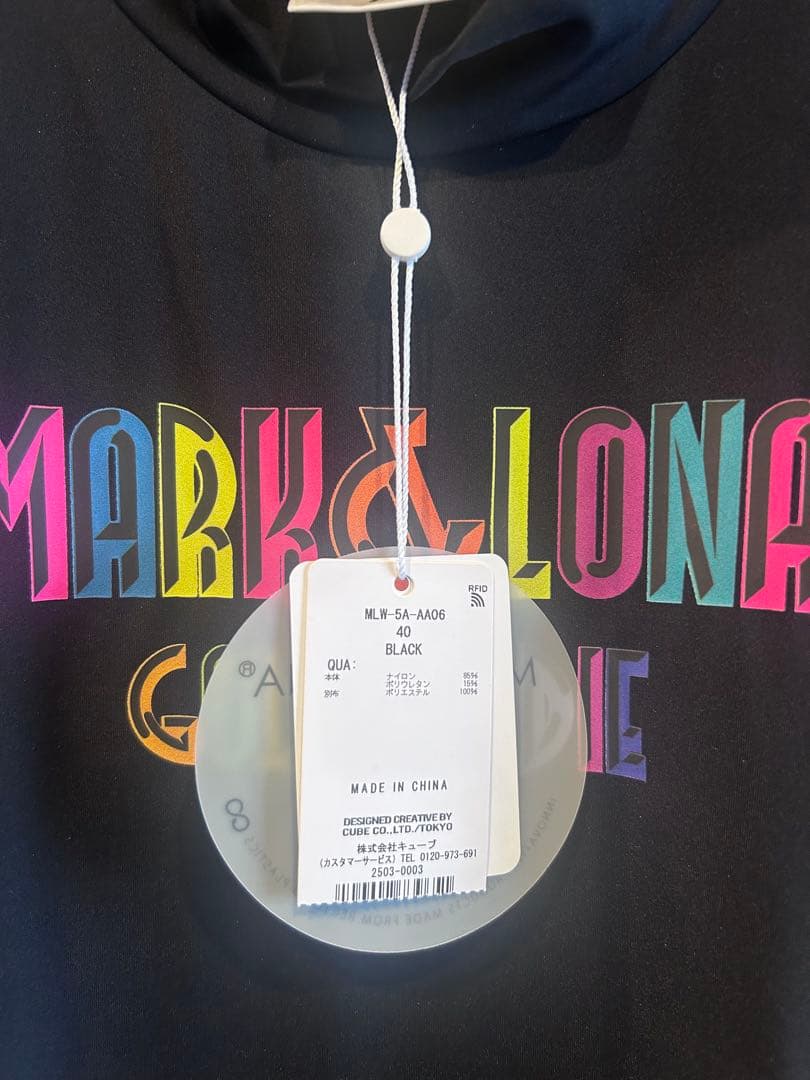 MARK & LONA
RFID
MLW-5A-AA06
40
BLACK
QUA:
本体 ナイロン 85%
ポリウレタン 15%
別布 ポリエステル 100%
MADE IN CHINA
DESIGNED CREATIVE BY
CUBE CO.,LTD./TOKYO
株式会社キューブ
(カスタマーサービス) TEL 0120-973-691
2503-0003